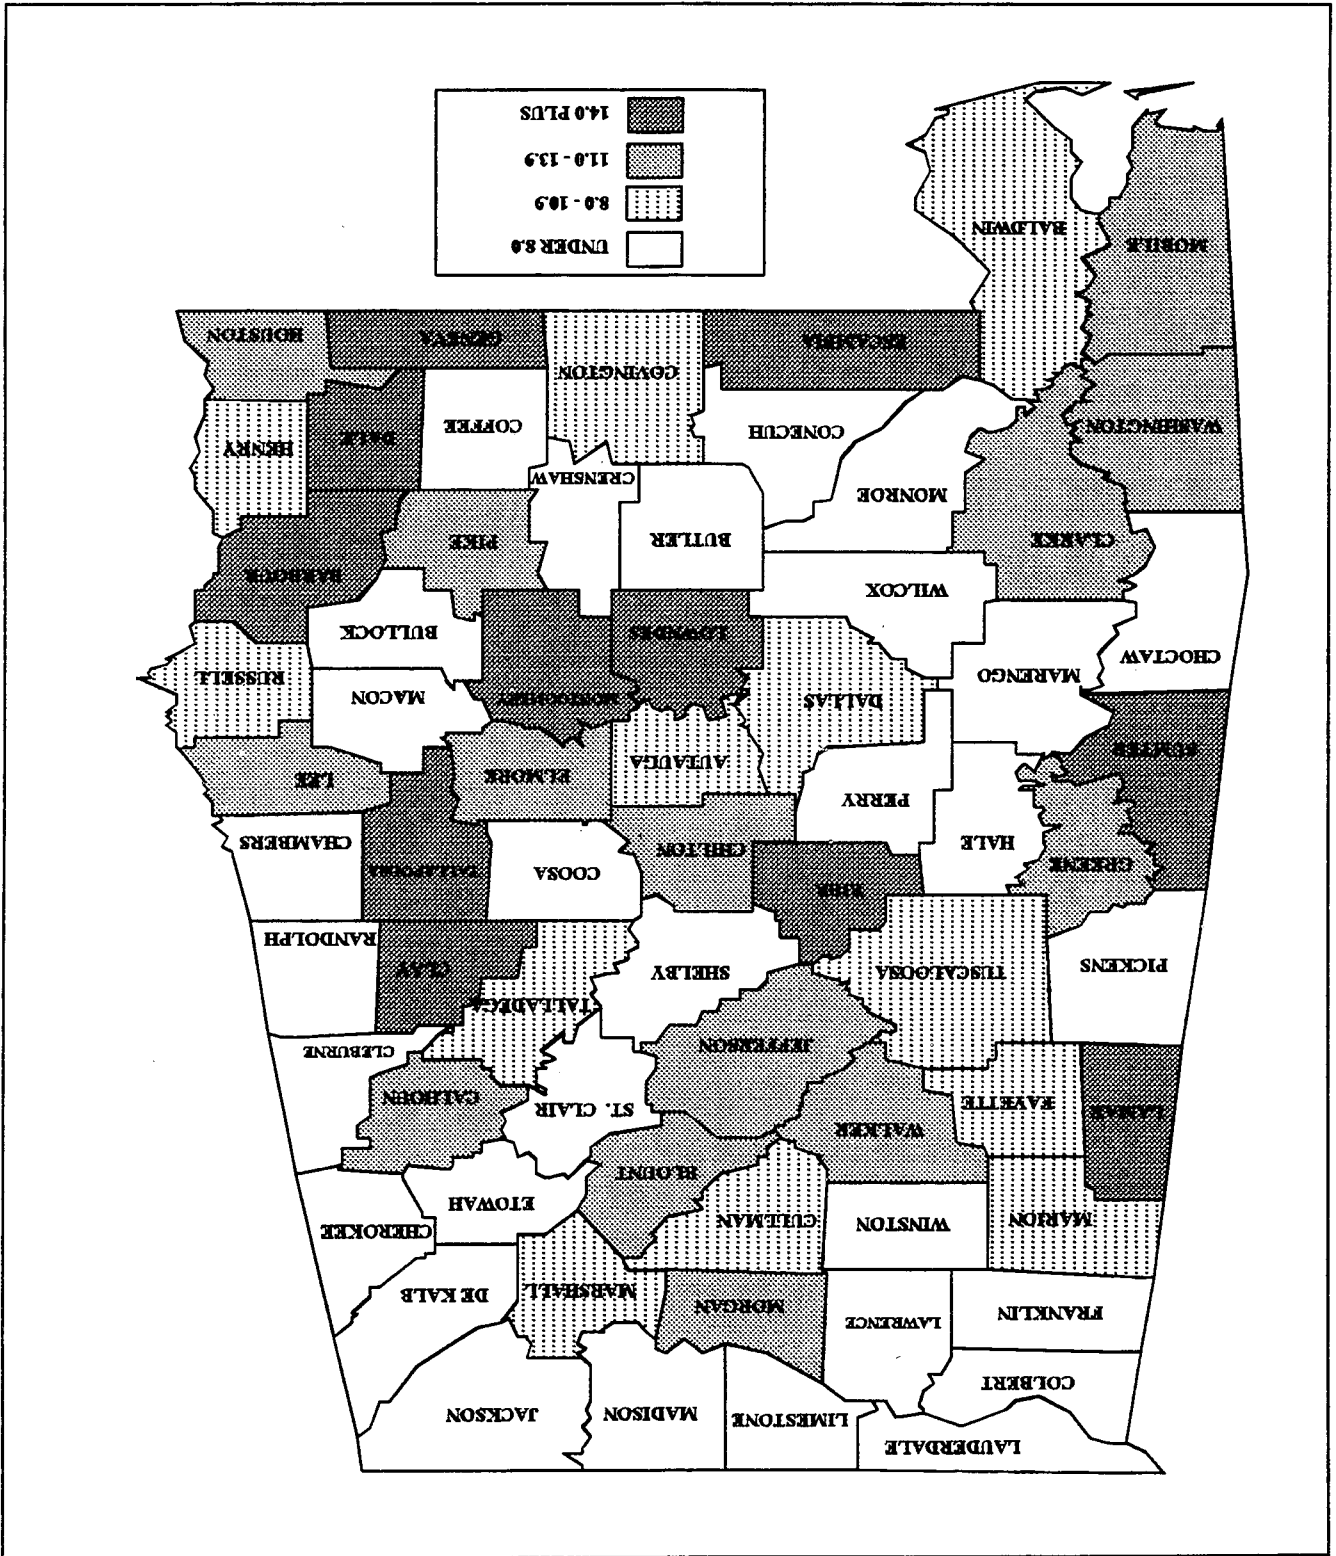 LAUDERDALE
LIMESTONE
MADISON
JACKSON
COLBERT
LAWRENCE
FRANKLIN
MORGAN
MARSHALL
DE KALB
MARION
WINSTON
CULLMAN
BLOUNT
ETOWAH
CHEROKEE
LAMAR
FAYETTE
WALKER
JEFFERSON
ST. CLAIR
CALHOUN
CLEBURNE
PICKENS
TUSCALOOSA
SHELBY
TALLADEGA
CLAY
RANDOLPH
GREENE
HALE
BIBB
CHILTON
COOSA
TALLAPOOSA
CHAMBERS
SUMTER
PERRY
AUTAUGA
ELMORE
LEE
CHOCTAW
MARENGO
DALLAS
LOWNDES
MONTGOMERY
MACON
RUSSELL
WILCOX
BULLOCK
BARBOUR
CLARKE
BUTLER
PIKE
WASHINGTON
MONROE
CONECUH
CRENSHAW
COFFEE
DALE
HENRY
MOBILE
BALDWIN
ESCAMBIA
COVINGTON
GENEVA
HOUSTON
UNDER 8.0
8.0 - 10.9
11.0 - 13.9
14.0 PLUS